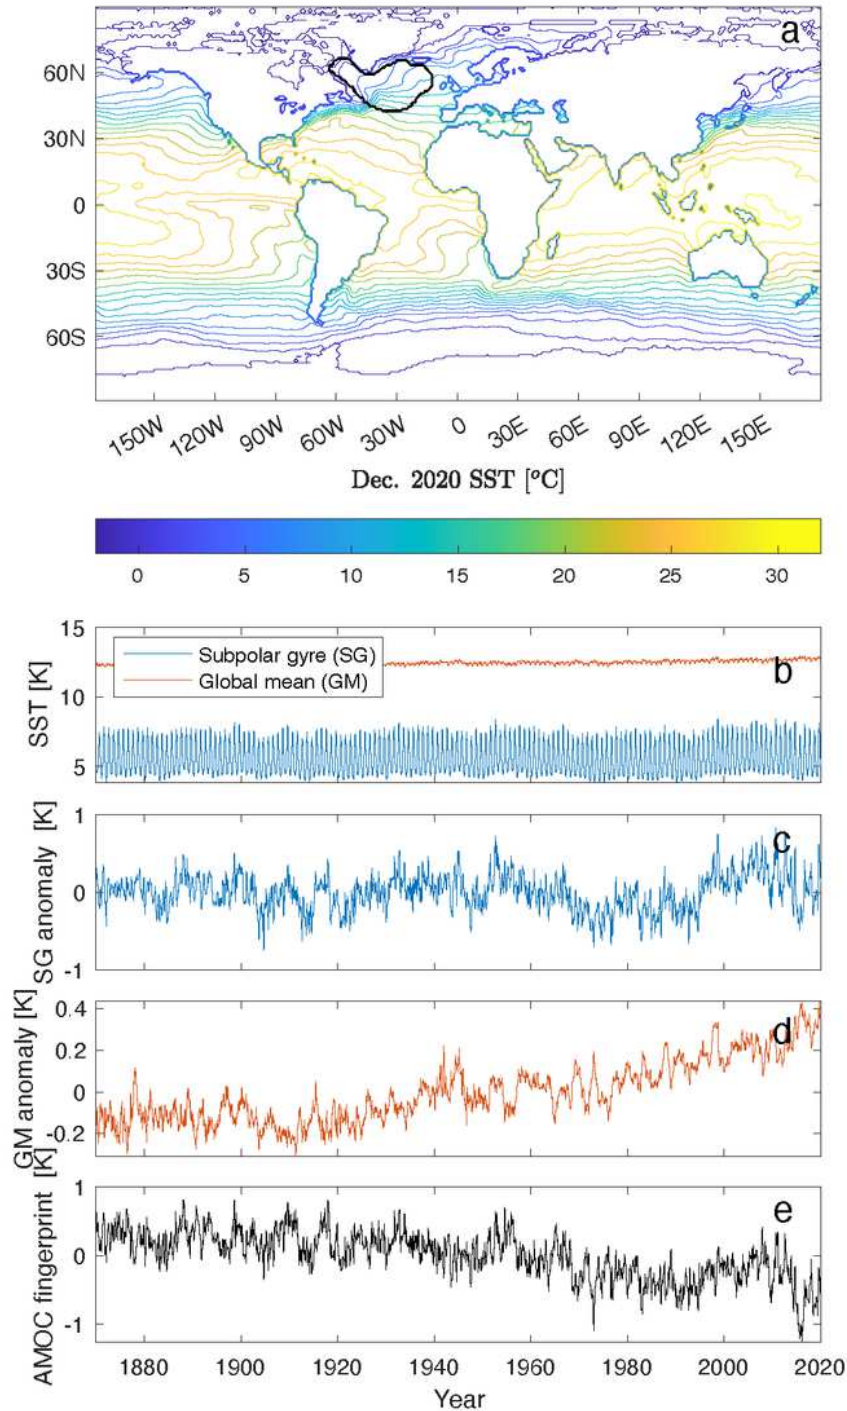 a
60N
30N
0
30S
60S
150W 120W 90W 60W 30W 0 30E 60E 90E 120E 150E
Dec. 2020 SST [°C]
0 5 10 15 20 25 30
15
10
5
SST [K]
Subpolar gyre (SG)
Global mean (GM)
b
1
0
-1
SG anomaly [K]
c
0.4
0.2
0
-0.2
GM anomaly [K]
d
1
0
-1
AMOC fingerprint [K]
e
1880 1900 1920 1940 1960 1980 2000 2020
Year